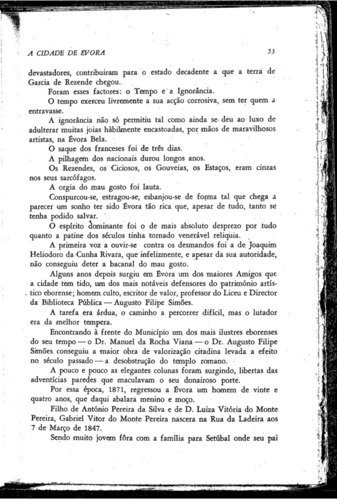 A CIDADE DE EVORA 53
devastadores, contribuiram para o estado decadente a que a terra de
Garcia de Rezende chegou.
Foram esses factores: o Tempo e a Ignorância.
O tempo exerceu livremente a sua acção corrosiva, sem ter quem a
entravasse.
A ignorância não só permitiu tal como ainda se deu ao luxo de
adulterar muitas joias hàbilmente encastoadas, por mãos de maravilhosos
artistas, na Évora Bela.
O saque dos franceses foi de três dias.
A pilhagem dos nacionais durou longos anos.
Os Rezendes, os Ciciosos, os Gouveias, os Estaços, eram cinzas
nos seus sarcófagos.
A orgia do mau gosto foi lauta.
Conspurcou-se, estragou-se, esbanjou-se de forma tal que chega a
parecer um sonho ter sido Évora tão rica que, apesar de tudo, tanto se
tenha podido salvar.
O espírito dominante foi o de mais absoluto desprezo por tudo
quanto a patine dos séculos tinha tornado venerável relíquia.
A primeira voz a ouvir-se contra os desmandos foi a de Joaquim
Heliodoro da Cunha Rivara, que infelizmente, e apesar da sua autoridade,
não conseguiu deter a bacanal do mau gosto.
Alguns anos depois surgiu em Évora um dos maiores Amigos que
a cidade tem tido, um dos mais notáveis defensores do património artís-
tico eborense; homem culto, escritor de valor, professor do Liceu e Director
da Biblioteca Pública — Augusto Filipe Simões.
A tarefa era árdua, o caminho a percorrer difícil, mas o lutador
era da melhor tempera.
Encontrando à frente do Município um dos mais ilustres eborenses
do seu tempo — o Dr. Manuel da Rocha Viana — o Dr. Augusto Filipe
Simões conseguiu a maior obra de valorização citadina levada a efeito
no século passado — a desobstrução do templo romano.
A pouco e pouco as elegantes colunas foram surgindo, libertas das
adventícias paredes que maculavam o seu donairoso porte.
Por essa época, 1871, regressou a Évora um homem de vinte e
quatro anos, que daqui abalara menino e moço.
Filho de António Pereira da Silva e de D. Luiza Vitória do Monte
Pereira, Gabriel Vitor do Monte Pereira nascera na Rua da Ladeira aos
7 de Março de 1847.
Sendo muito jovem fôra com a família para Setúbal onde seu pai